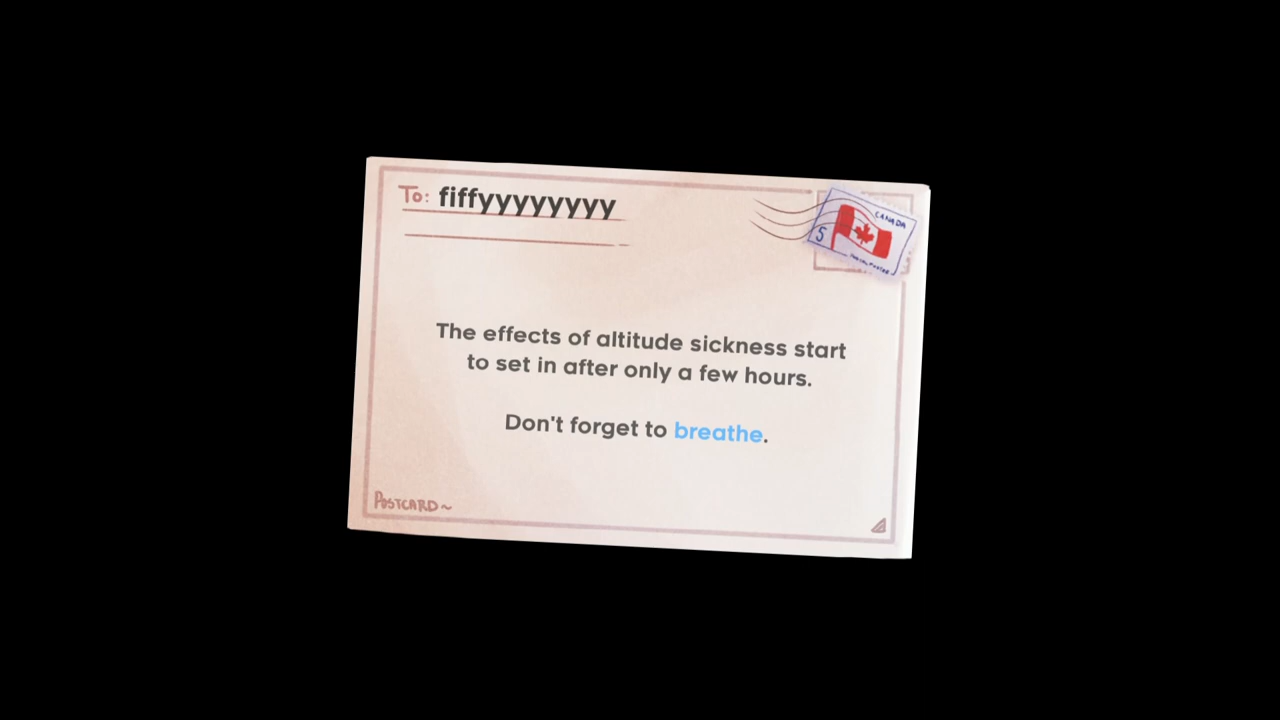 To: fiffyyyyyyyyy
CANADA
5
The effects of altitude sickness start
to set in after only a few hours.
Don't forget to breathe.
POSTCARD~